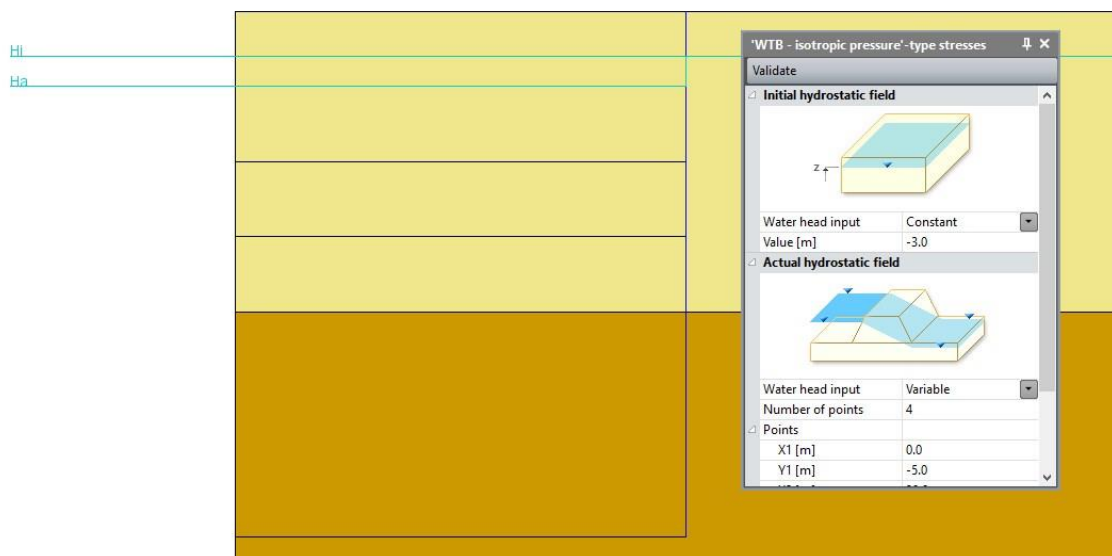 Hi
Ha
'WTB - isotropic pressure'-type stresses
Validate
Initial hydrostatic field
z
Water head input Constant
Value [m] -3.0
Actual hydrostatic field
Water head input Variable
Number of points 4
Points
X1 [m] 0.0
Y1 [m] -5.0